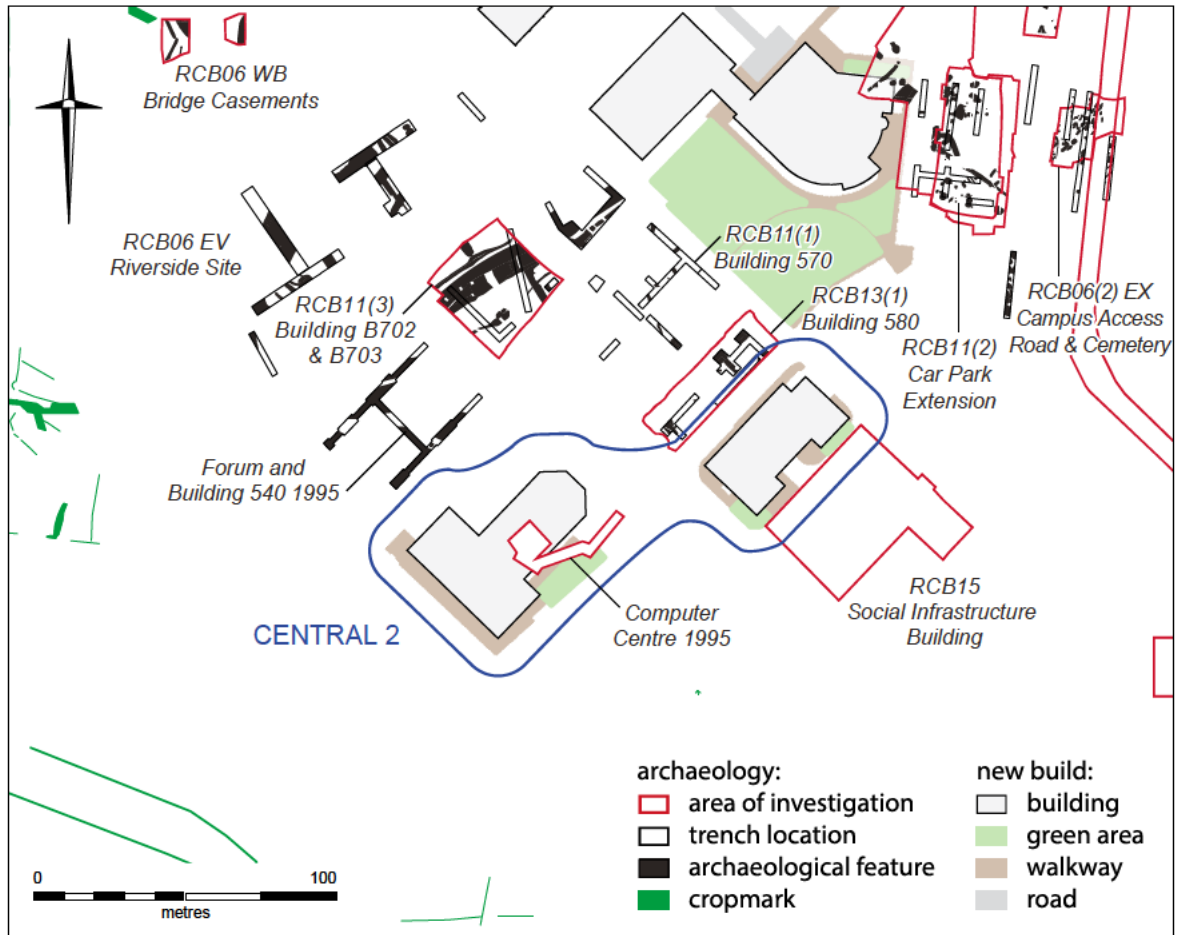 RCB06 WB
Bridge Casements
RCB06 EV
Riverside Site
RCB11(3)
Building B702
& B703
RCB11(1)
Building 570
RCB13(1)
Building 580
RCB11(2)
Car Park
Extension
RCB06(2) EX
Campus Access
Road & Cemetery
Forum and
Building 540 1995
CENTRAL 2
Computer
Centre 1995
RCB15
Social Infrastructure
Building
archaeology:
area of investigation
trench location
archaeological feature
cropmark
new build:
building
green area
walkway
road
0 100
metres